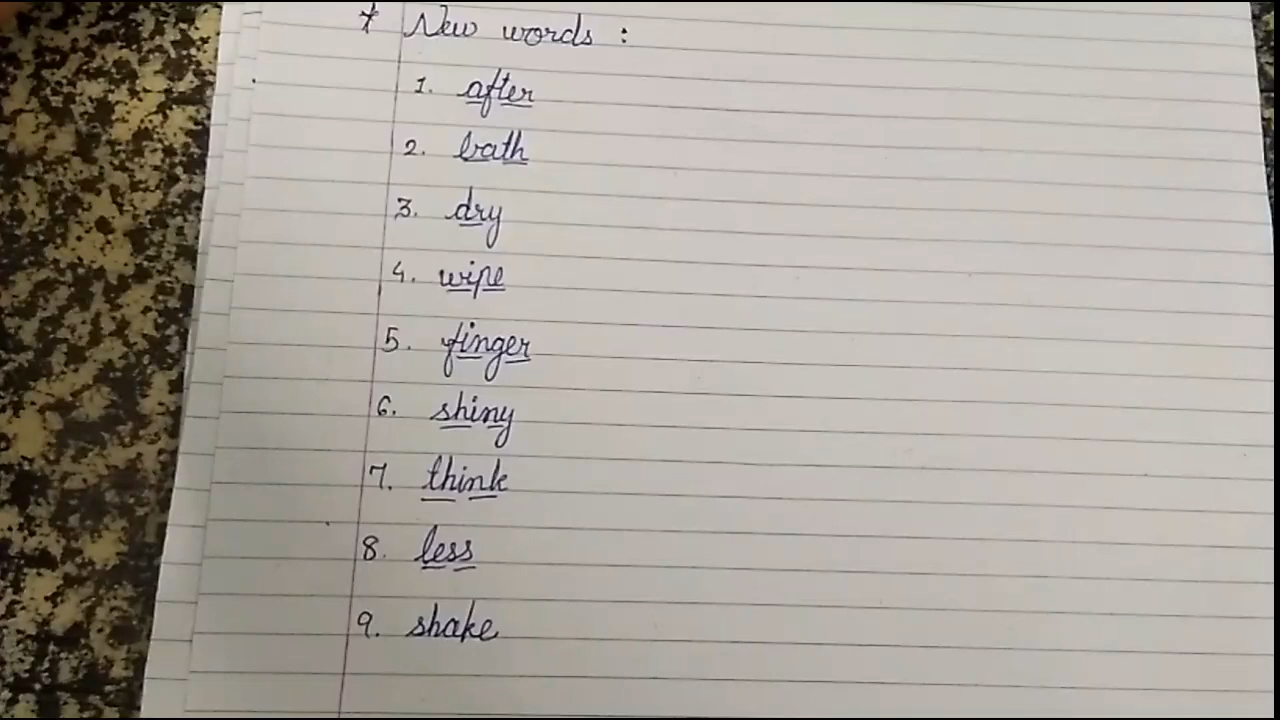 * New words :
1. after
2. bath
3. dry
4. wipe
5. finger
6. shiny
7. think
8. less
9. shake